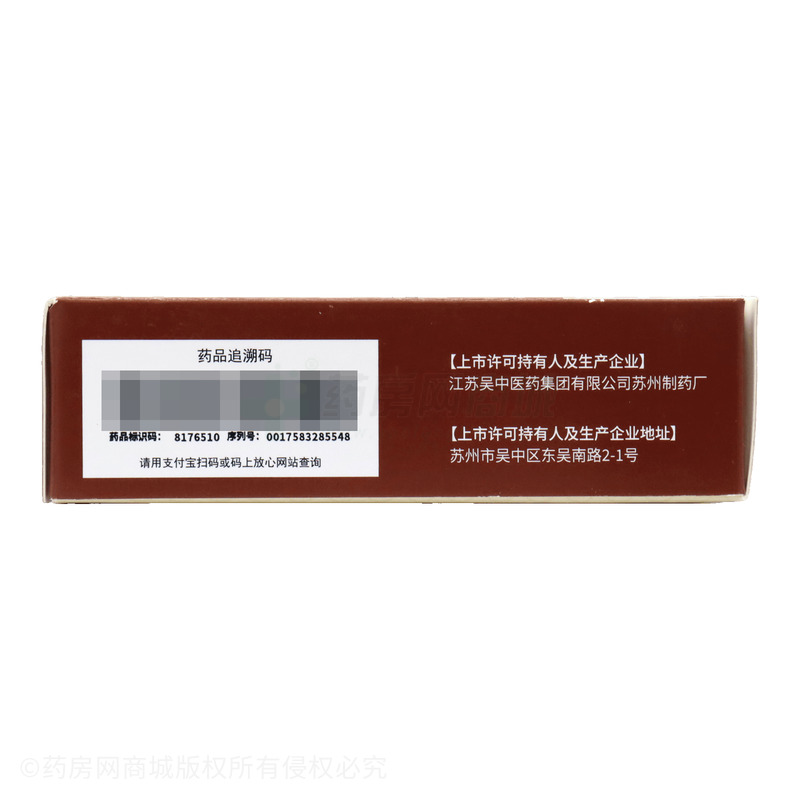 药品追溯码
药品标识码： 8176510 序列号： 0017583285548
请用支付宝扫码或码上放心网站查询
【上市许可持有人及生产企业】
江苏吴中医药集团有限公司苏州制药厂
【上市许可持有人及生产企业地址】
苏州市吴中区东吴南路2-1号
药房网商城
©药房网商城版权所有侵权必究